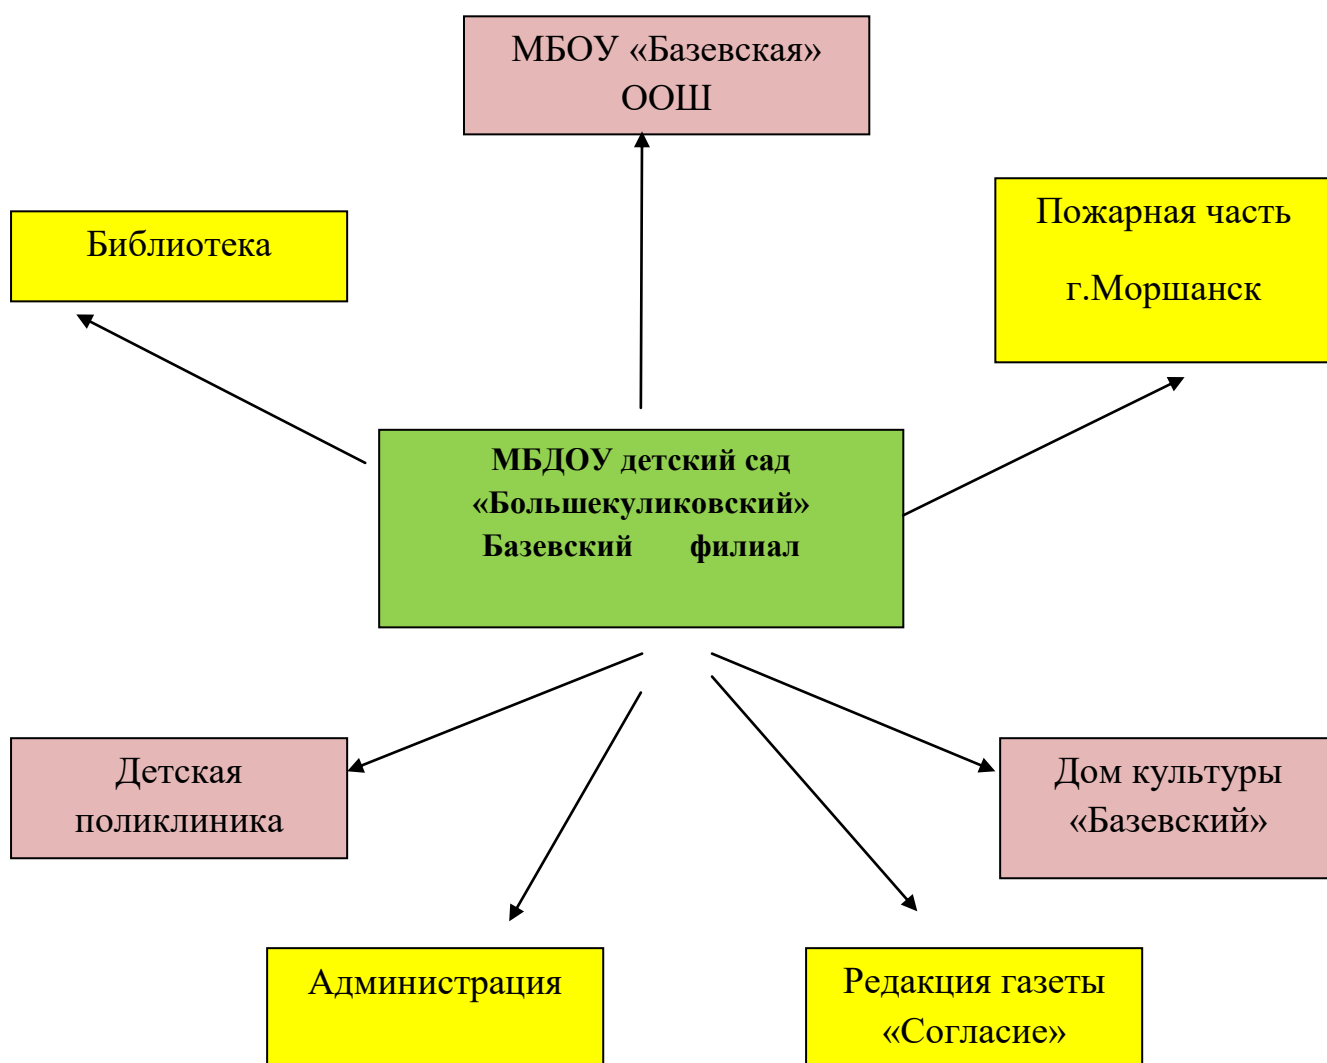 МБОУ «Базевская»
ООШ
Пожарная часть
г.Моршанск
Библиотека
МБДОУ детский сад
«Большекуликовский»
Базевский филиал
Детская
поликлиника
Дом культуры
«Базевский»
Администрация
Редакция газеты
«Согласие»